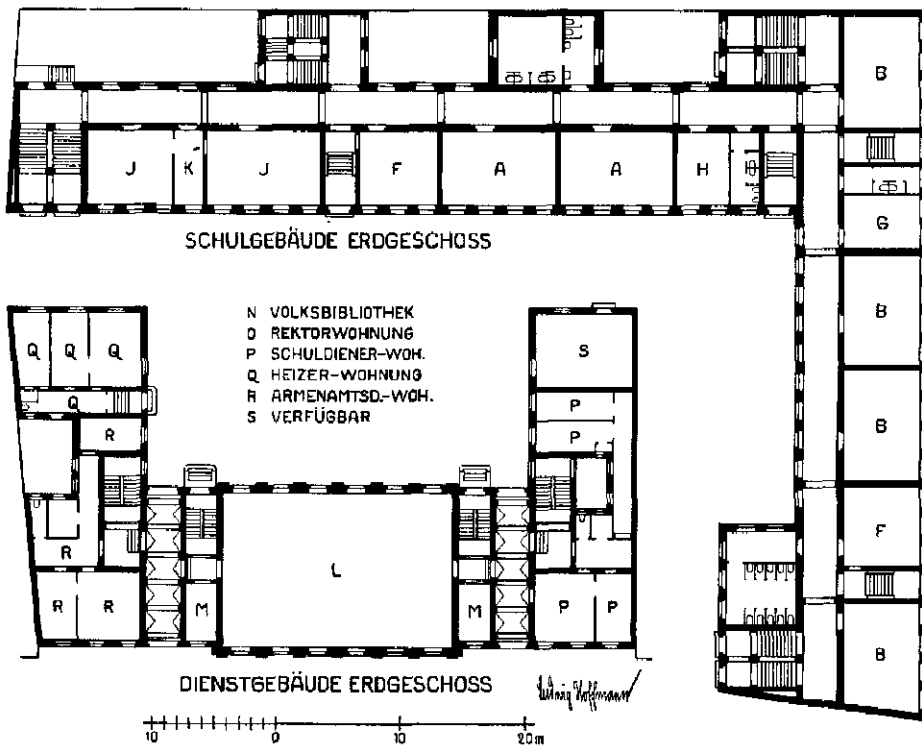 B
J K J F A A H
G
SCHULGEBÄUDE ERDGESCHOSS
B
N VOLKSBIBLIOTHEK
O REKTORWOHNUNG
P SCHULDIENER-WOH.
Q HEIZER-WOHNUNG
R ARMENAMTSD.-WOH.
S VERFÜGBAR
Q Q Q
S
Q
P
R
P
B
R
F
L
R R
M
M
P P
B
DIENSTGEBÄUDE ERDGESCHOSS
Ludwig Hoffmann
10 0 10 20m